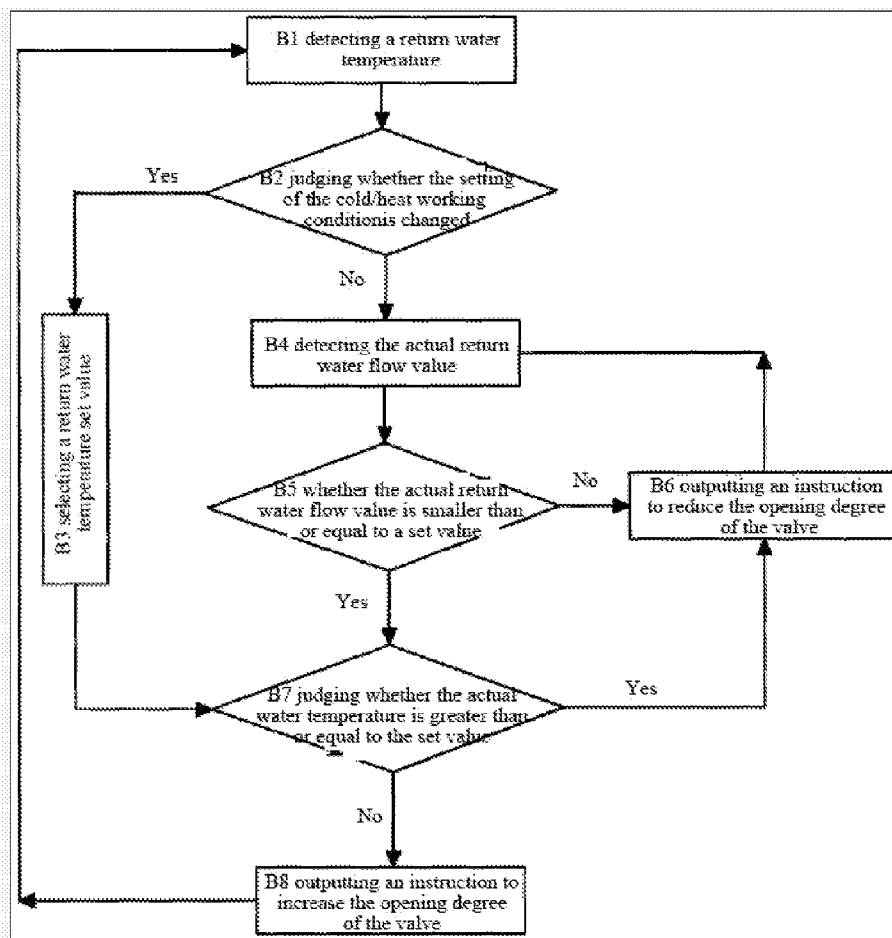 B1 detecting a return water
temperature
Yes
B2 judging whether the setting
of the cold/heat working
conditionis changed
No
B3 selecting a return water
temperature set value
B4 detecting the actual return
water flow value
B5 whether the actual return
water flow value is smaller than
or equal to a set value
No
B6 outputting an instruction
to reduce the opening degree
of the valve
Yes
B7 judging whether the actual
water temperature is greater than
or equal to the set value
Yes
No
B8 outputting an instruction to
increase the opening degree
of the valve